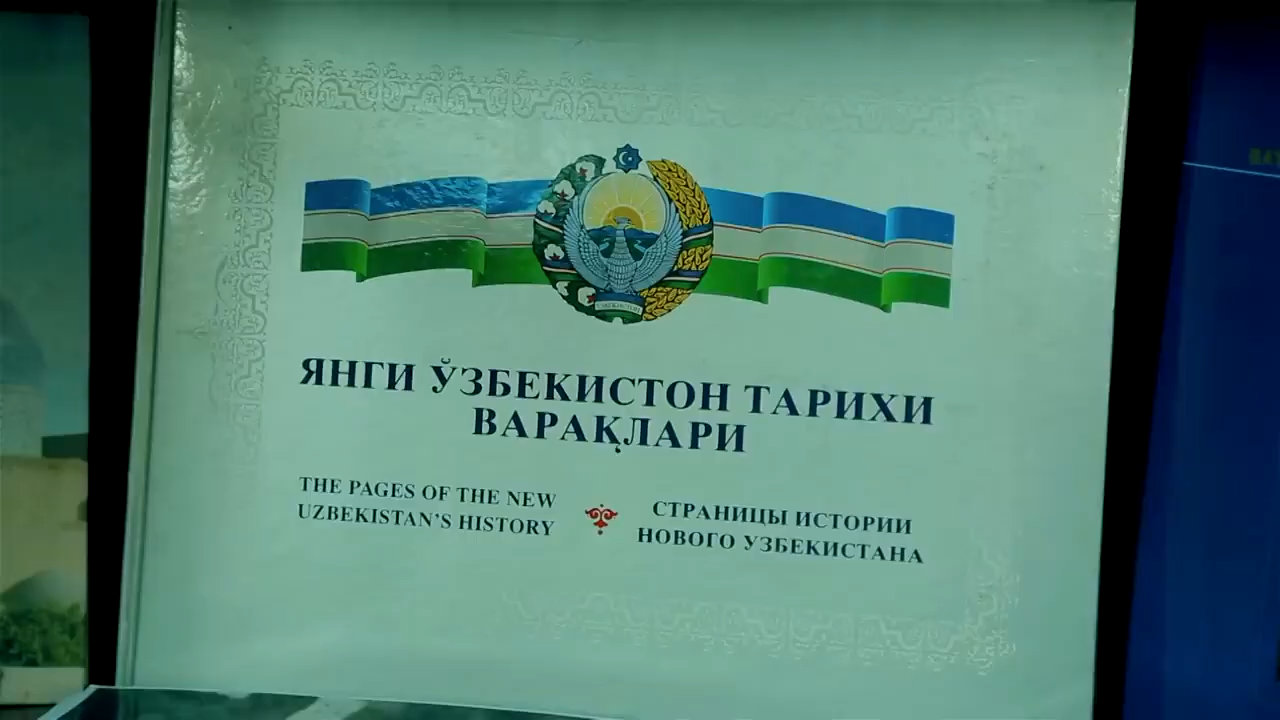 ЯНГИ ЎЗБЕКИСТОН ТАРИХИ
ВАРАҚЛАРИ
THE PAGES OF THE NEW
UZBEKISTAN'S HISTORY
СТРАНИЦЫ ИСТОРИИ
НОВОГО УЗБЕКИСТАНА